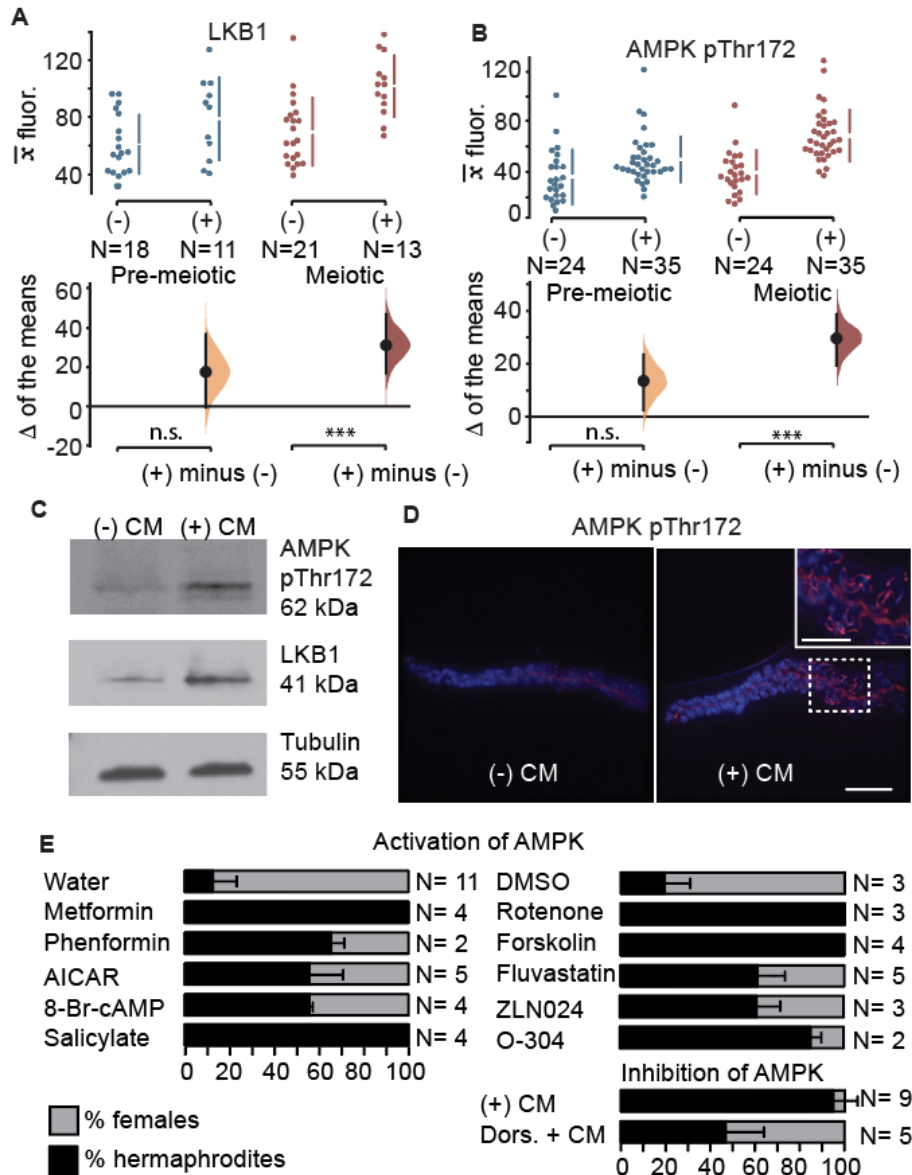 A
LKB1
x̅ fluor.
120
80
40
(-) (+) (-) (+)
N=18 N=11 N=21 N=13
Pre-meiotic Meiotic
Δ of the means
60
40
20
0
-20
n.s. ***
(+) minus (-) (+) minus (-)
B
AMPK pThr172
x̅ fluor.
120
80
40
0
(-) (+) (-) (+)
N=24 N=35 N=24 N=35
Pre-meiotic Meiotic
Δ of the means
40
20
0
n.s. ***
(+) minus (-) (+) minus (-)
C
(-) CM (+) CM
AMPK
pThr172
62 kDa
LKB1
41 kDa
Tubulin
55 kDa
D
AMPK pThr172
(-) CM (+) CM
E
Activation of AMPK
Water N= 11
Metformin N= 4
Phenformin N= 2
AICAR N= 5
8-Br-cAMP N= 4
Salicylate N= 4
0 20 40 60 80 100
% females
% hermaphrodites
DMSO N= 3
Rotenone N= 3
Forskolin N= 4
Fluvastatin N= 5
ZLN024 N= 3
O-304 N= 2
Inhibition of AMPK
(+) CM N= 9
Dors. + CM N= 5
0 20 40 60 80 100